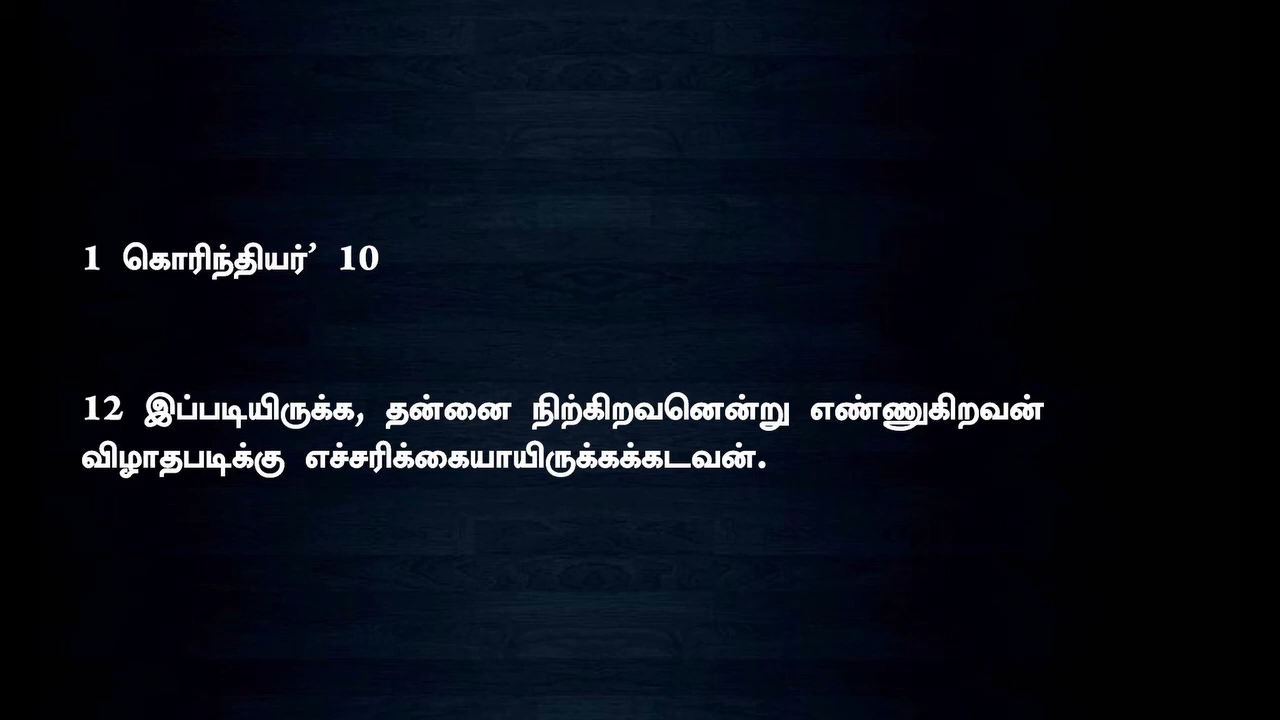 1 கொரிந்தியர்’ 10
12 இப்படியிருக்க, தன்னை நிற்கிறவனென்று எண்ணுகிறவன்
விழாதபடிக்கு எச்சரிக்கையாயிருக்கக்கடவன்.